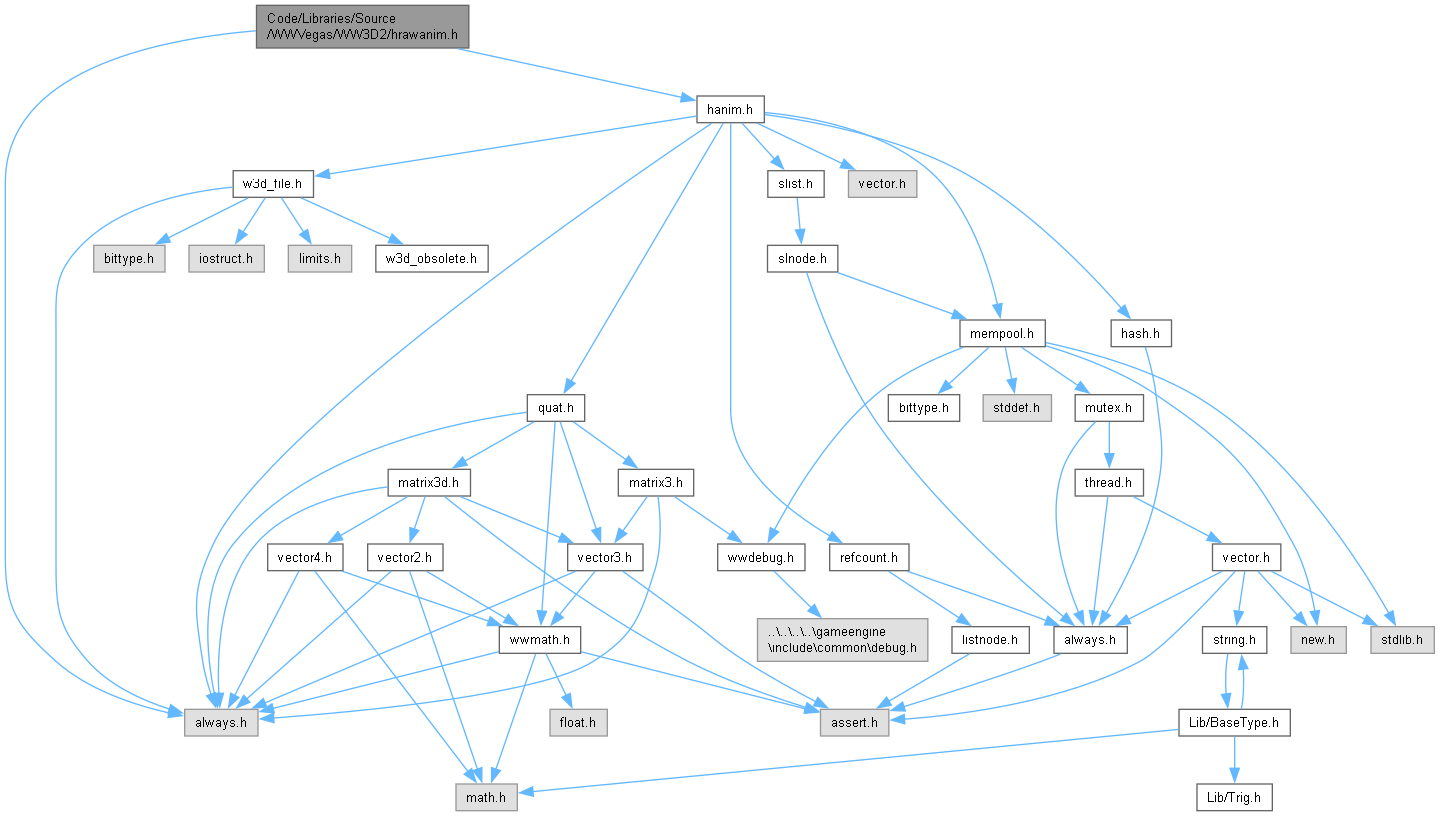 Code/Libraries/Source
/WWVegas/WW3D2/hrawanim.h
hanim.h
w3d_file.h
slist.h
vector.h
bittype.h
iostruct.h
limits.h
w3d_obsolete.h
slnode.h
mempool.h
hash.h
quat.h
bittype.h
stddef.h
mutex.h
matrix3d.h
matrix3.h
thread.h
vector4.h
vector2.h
vector3.h
wwdebug.h
refcount.h
vector.h
wwmath.h
..\..\..\..\gameengine
\include\common\debug.h
listnode.h
always.h
string.h
new.h
stdlib.h
always.h
float.h
assert.h
Lib/BaseType.h
math.h
Lib/Trig.h